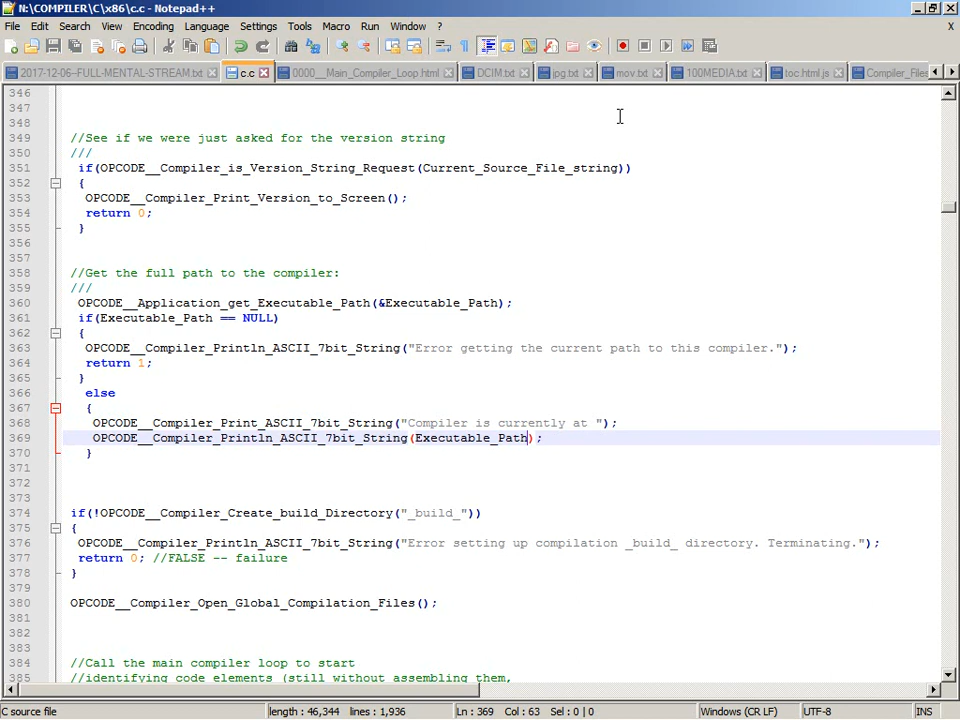 N:\COMPILER\C\x86\c.c - Notepad++
File Edit Search View Encoding Language Settings Tools Macro Run Window ? X
2017-12-06-FULL-MENTAL-STREAM.txt c.c 0000__Main_Compiler_Loop.html DCIM.txt jpg.txt mov.txt 100MEDIA.txt toc.html.js Compiler_Files
346
347
348
349 //See if we were just asked for the version string
350 ///
351 if(OPCODE__Compiler_is_Version_String_Request(Current_Source_File_string))
352 {
353 OPCODE__Compiler_Print_Version_to_Screen();
354 return 0;
355 }
356
357
358 //Get the full path to the compiler:
359 ///
360 OPCODE__Application_get_Executable_Path(&Executable_Path);
361 if(Executable_Path == NULL)
362 {
363 OPCODE__Compiler_Println_ASCII_7bit_String("Error getting the current path to this compiler.");
364 return 1;
365 }
366 else
367 {
368 OPCODE__Compiler_Print_ASCII_7bit_String("Compiler is currently at ");
369 OPCODE__Compiler_Println_ASCII_7bit_String(Executable_Path);
370 }
371
372
373
374 if(!OPCODE__Compiler_Create_build_Directory("_build_"))
375 {
376 OPCODE__Compiler_Println_ASCII_7bit_String("Error setting up compilation _build_ directory. Terminating.");
377 return 0; //FALSE -- failure
378 }
379
380 OPCODE__Compiler_Open_Global_Compilation_Files();
381
382
383
384 //Call the main compiler loop to start
385 //identifying code elements (still without assembling them,
C source file length : 46,344 lines : 1,936 Ln : 369 Col : 63 Sel : 0 | 0 Windows (CR LF) UTF-8 INS